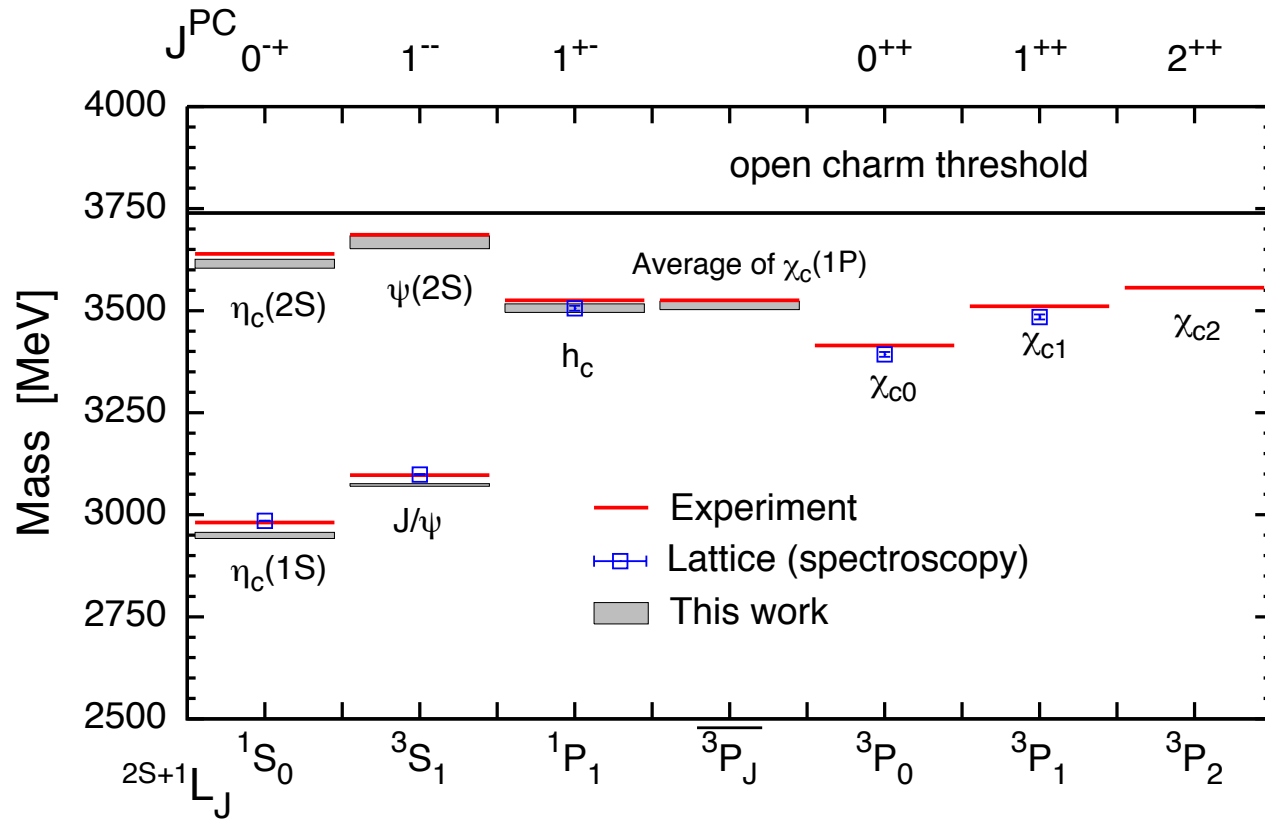 J^PC
0^-+ 1^-- 1^+- 0^++ 1^++ 2^++
4000
open charm threshold
3750
Average of χ_c(1P)
η_c(2S) ψ(2S)
3500
h_c χ_c0 χ_c1 χ_c2
3250
Mass [MeV]
3000
η_c(1S) J/ψ
Experiment
Lattice (spectroscopy)
This work
2750
2500
^1S_0 ^3S_1 ^1P_1 \overline{^3P_J} ^3P_0 ^3P_1 ^3P_2
^2S+1L_J